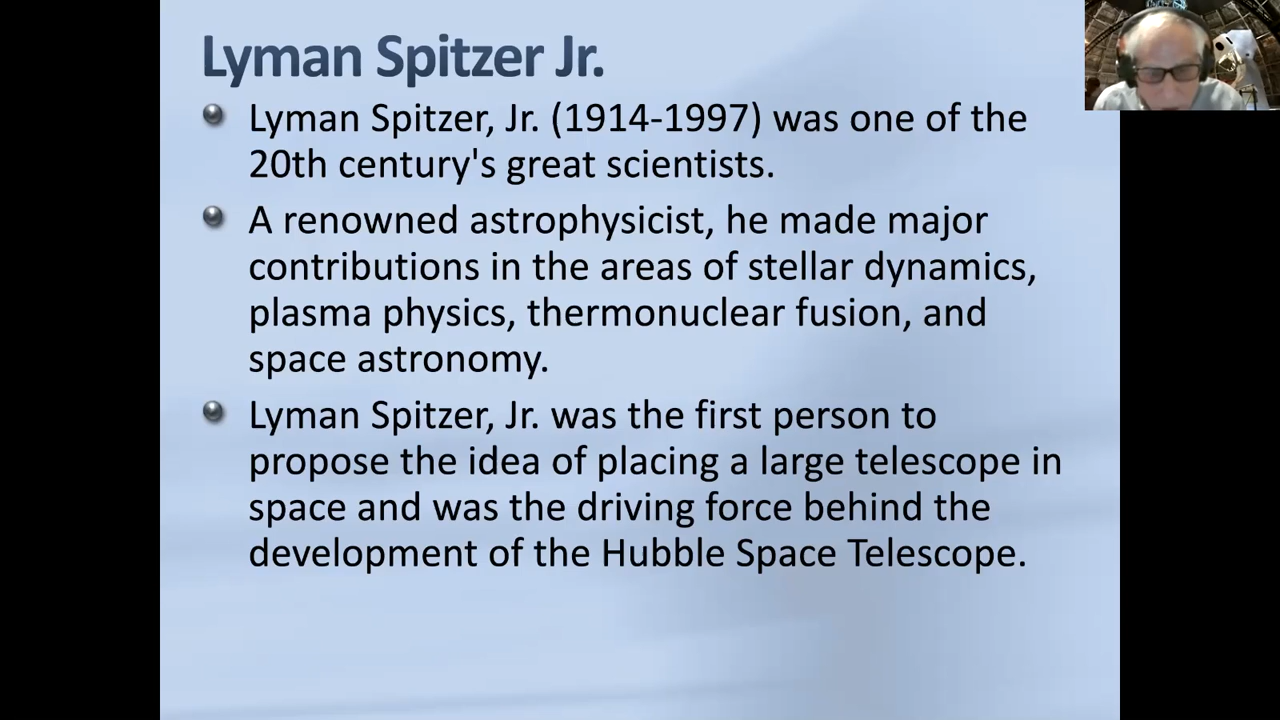 Lyman Spitzer Jr.
Lyman Spitzer, Jr. (1914-1997) was one of the
20th century's great scientists.
A renowned astrophysicist, he made major
contributions in the areas of stellar dynamics,
plasma physics, thermonuclear fusion, and
space astronomy.
Lyman Spitzer, Jr. was the first person to
propose the idea of placing a large telescope in
space and was the driving force behind the
development of the Hubble Space Telescope.